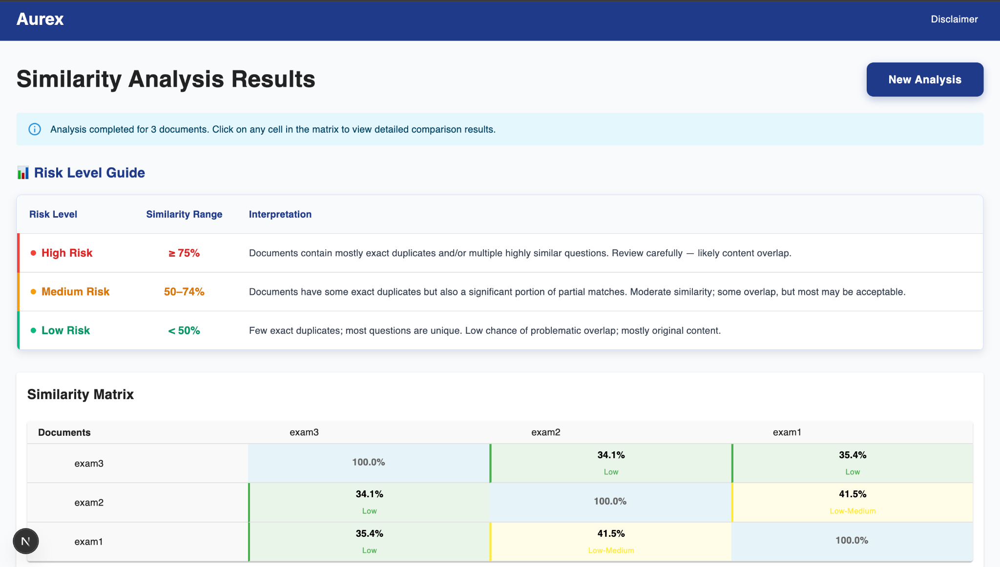 Aurex
Disclaimer
Similarity Analysis Results
New Analysis
Analysis completed for 3 documents. Click on any cell in the matrix to view detailed comparison results.
Risk Level Guide
Risk Level Similarity Range Interpretation
High Risk ≥ 75% Documents contain mostly exact duplicates and/or multiple highly similar questions. Review carefully — likely content overlap.
Medium Risk 50–74% Documents have some exact duplicates but also a significant portion of partial matches. Moderate similarity; some overlap, but most may be acceptable.
Low Risk < 50% Few exact duplicates; most questions are unique. Low chance of problematic overlap; mostly original content.
Similarity Matrix
Documents exam3 exam2 exam1
exam3 100.0% 34.1% 35.4%
Low Low
exam2 34.1% 100.0% 41.5%
Low Low-Medium
exam1 35.4% 41.5% 100.0%
Low Low-Medium
N